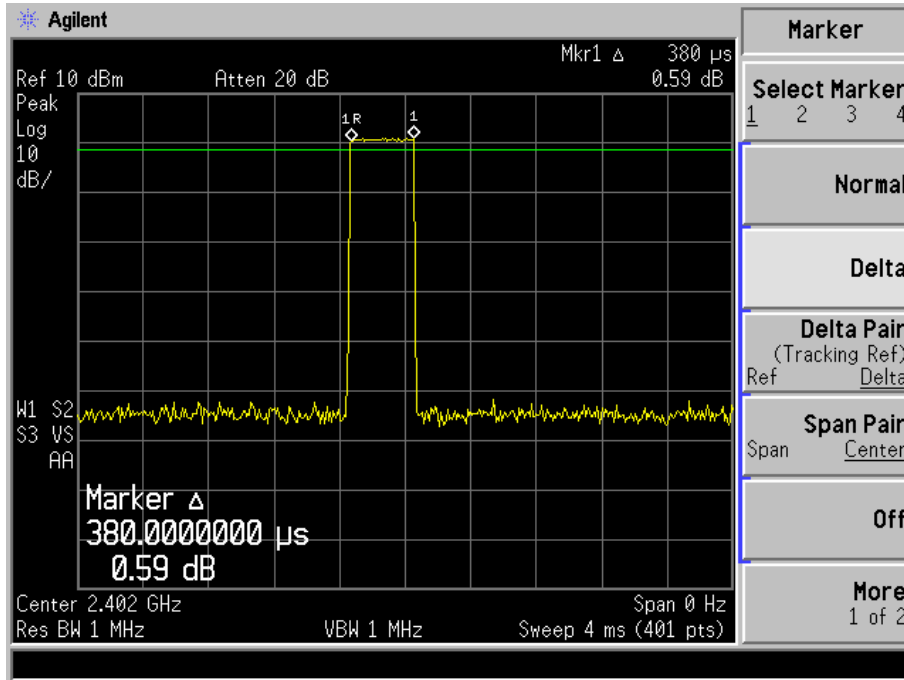 Agilent
Marker
Mkr1 Δ 380 μs
Ref 10 dBm Atten 20 dB 0.59 dB
Peak
Log
10
dB/
1R 1
W1 S2
S3 VS
AA
Marker Δ
380.0000000 μs
0.59 dB
Center 2.402 GHz Span 0 Hz
Res BW 1 MHz VBW 1 MHz Sweep 4 ms (401 pts)
Select Marker
1 2 3 4
Normal
Delta
Delta Pair
(Tracking Ref)
Ref Delta
Span Pair
Span Center
Off
More
1 of 2